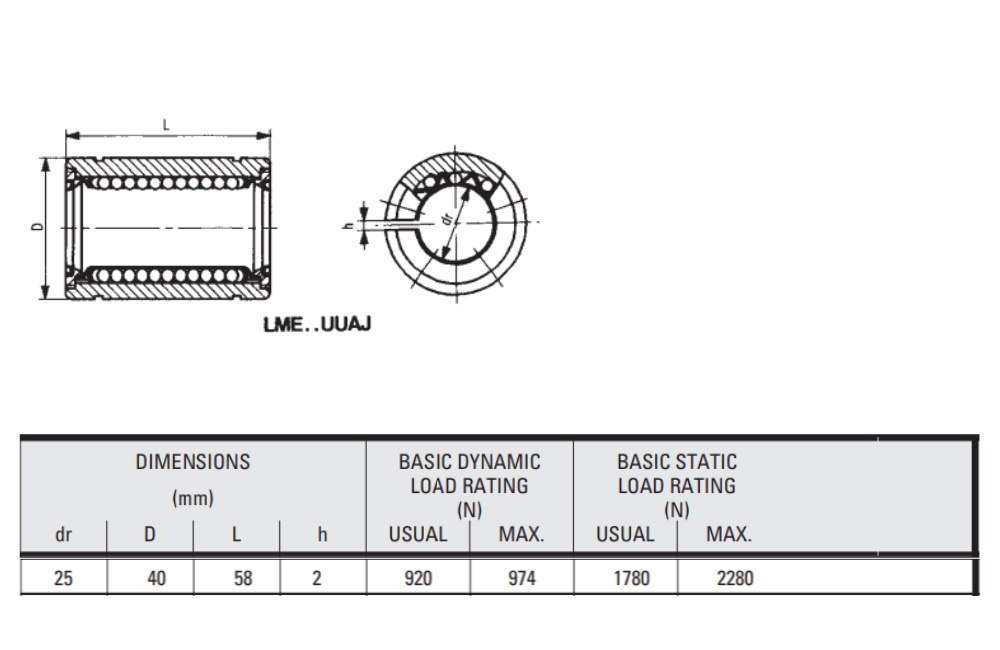 L
D
h
dr
LME..UUAJ
DIMENSIONS
(mm)
BASIC DYNAMIC
LOAD RATING
(N)
BASIC STATIC
LOAD RATING
(N)
dr D L h USUAL MAX. USUAL MAX.
25 40 58 2 920 974 1780 2280